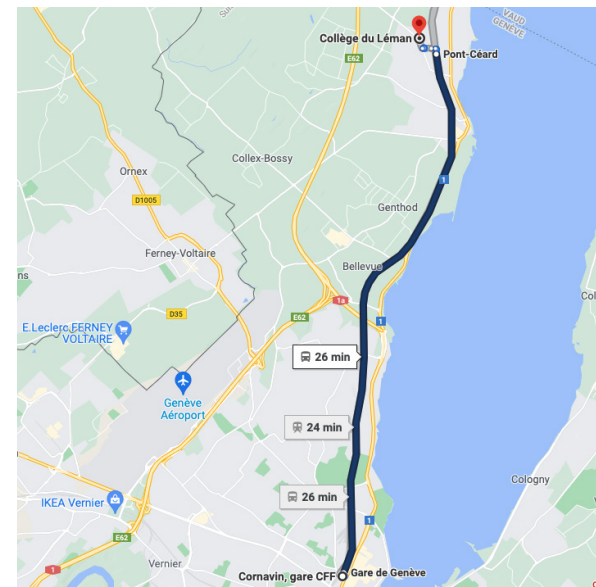 E62
VAUD
GENÈVE
Collège du Léman
Pont-Céard
Collex-Bossy
Ornex
1
D1005
Genthod
Ferney-Voltaire
Bellevue
1a
D35
E62
1
E.Leclerc FERNEY
VOLTAIRE
26 min
Genève
Aéroport
24 min
Cologny
IKEA Vernier
26 min
1
E62
Vernier
1
Cornavin, gare CFF
Gare de Genève